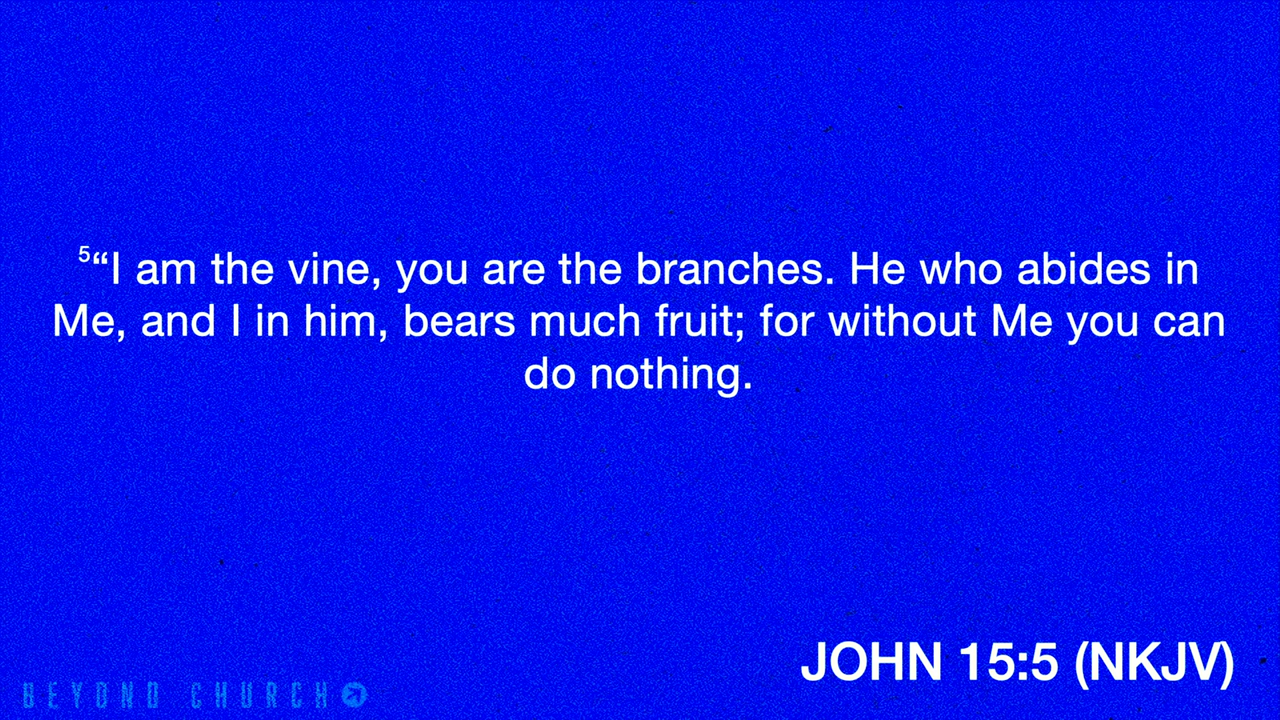 5“I am the vine, you are the branches. He who abides in
Me, and I in him, bears much fruit; for without Me you can
do nothing.
JOHN 15:5 (NKJV)
BEYOND CHURCH